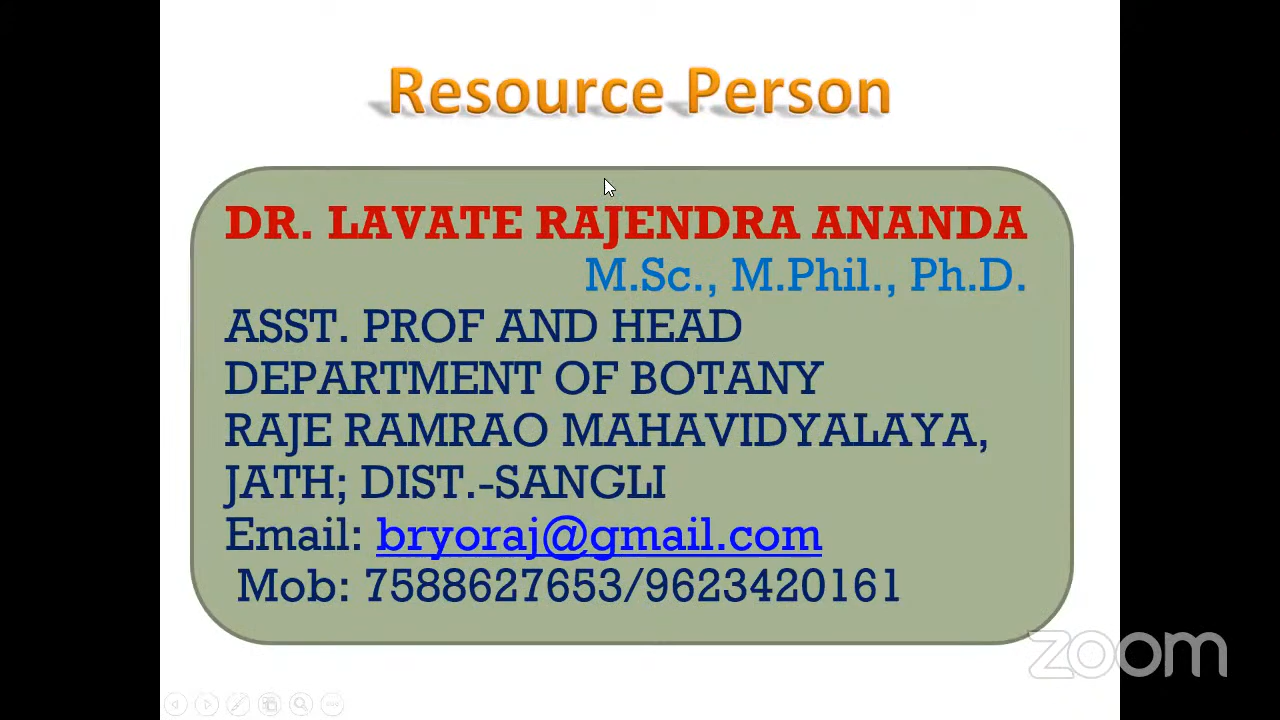 Resource Person
DR. LAVATE RAJENDRA ANANDA
M.Sc., M.Phil., Ph.D.
ASST. PROF AND HEAD
DEPARTMENT OF BOTANY
RAJE RAMRAO MAHAVIDYALAYA,
JATH; DIST.-SANGLI
Email: bryoraj@gmail.com
Mob: 7588627653/9623420161
zoom